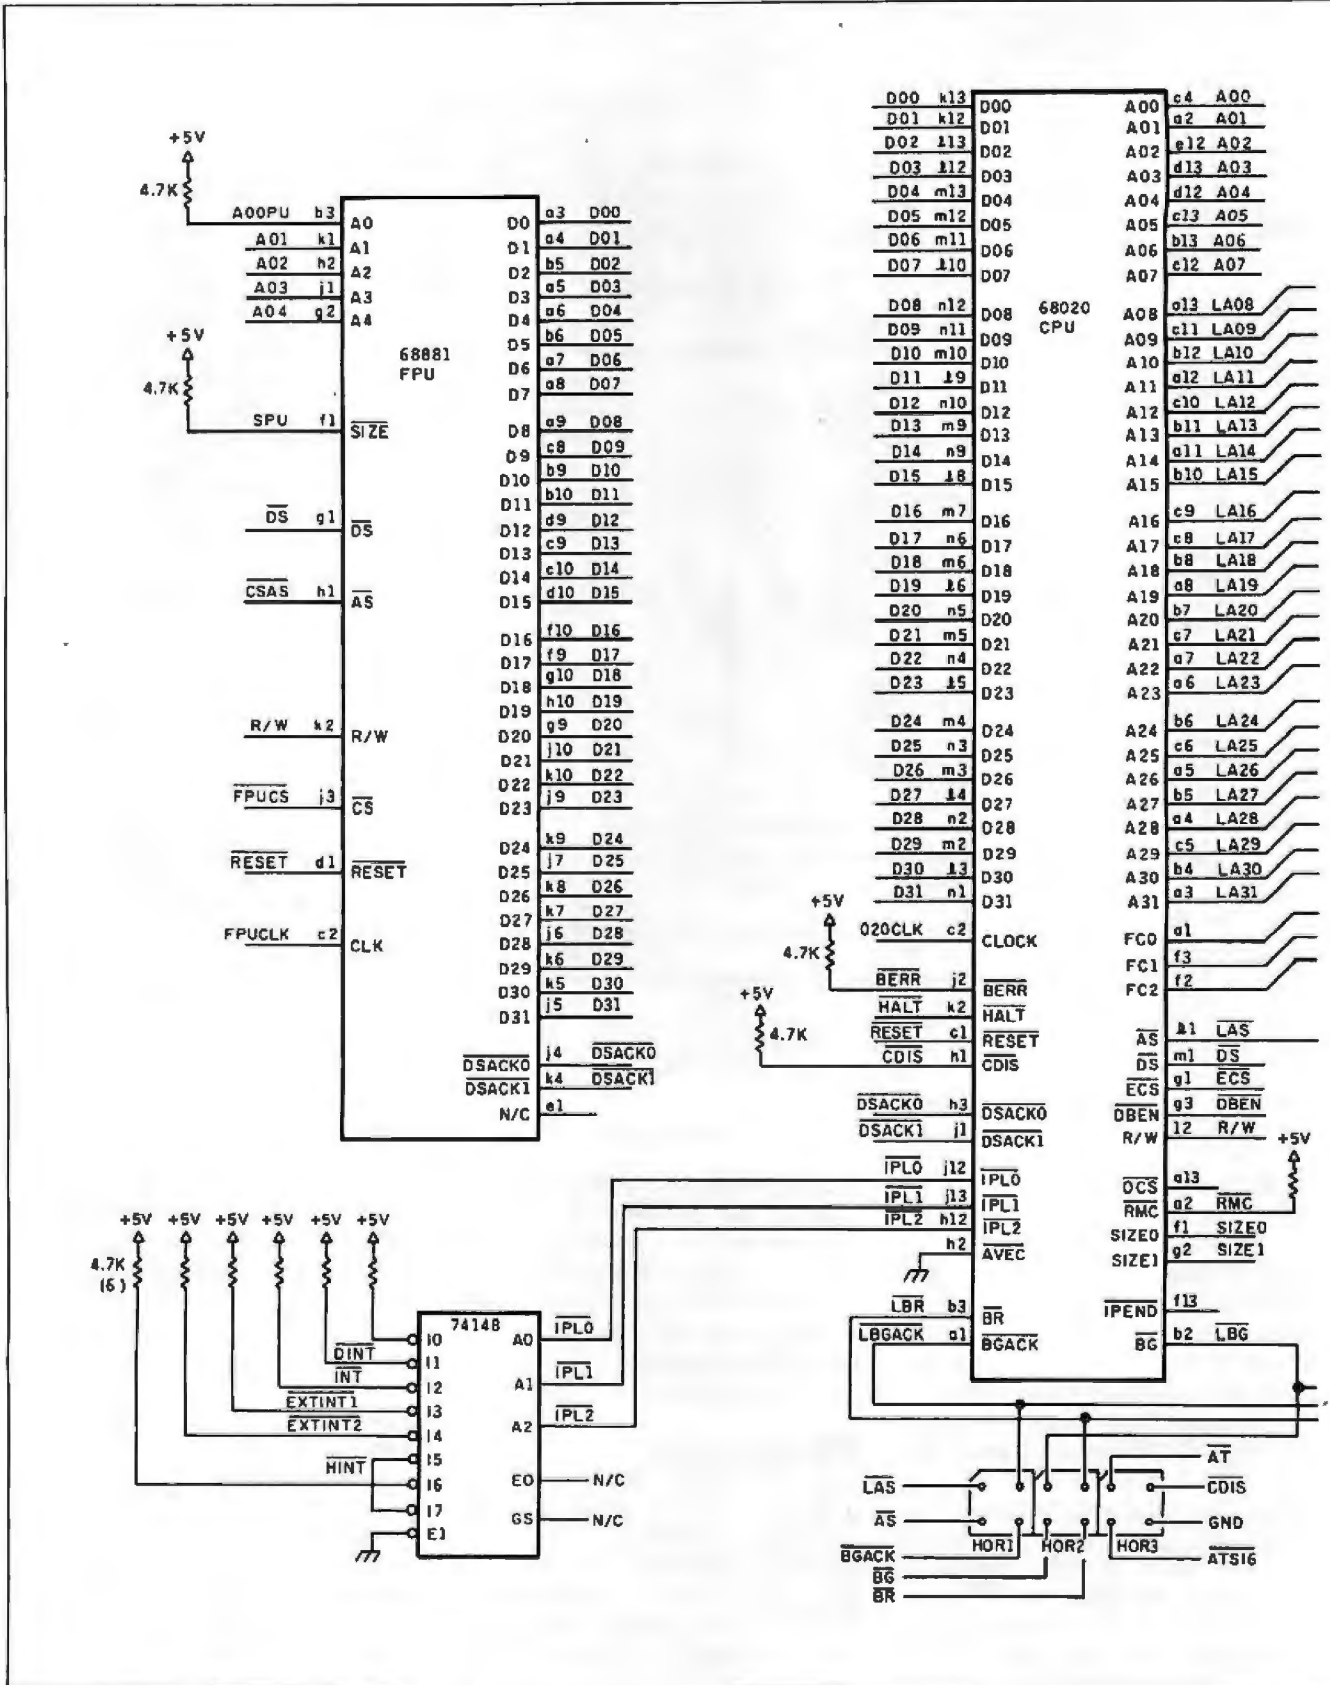 +5V
4.7K
A00PU b3 A0
A01 k1 A1
A02 h2 A2
A03 j1 A3
A04 g2 A4
+5V
4.7K
SPU f1 SIZE
68881
FPU
DS g1 DS
CSAS h1 AS
R/W k2 R/W
FPUCS j3 CS
RESET d1 RESET
FPUCLK c2 CLK
D0 a3 D00
D1 a4 D01
D2 b5 D02
D3 a5 D03
D4 a6 D04
D5 b6 D05
D6 a7 D06
D7 a8 D07
D8 a9 D08
D9 c8 D09
D10 b9 D10
D11 b10 D11
D12 d9 D12
D13 c9 D13
D14 c10 D14
D15 d10 D15
D16 f10 D16
D17 f9 D17
D18 g10 D18
D19 h10 D19
D20 g9 D20
D21 j10 D21
D22 k10 D22
D23 j9 D23
D24 k9 D24
D25 j7 D25
D26 k8 D26
D27 k7 D27
D28 j6 D28
D29 k6 D29
D30 k5 D30
D31 j5 D31
DSACK0 j4 DSACK0
DSACK1 k4 DSACK1
N/C e1
D00 k13 D00
D01 k12 D01
D02 l13 D02
D03 l12 D03
D04 m13 D04
D05 m12 D05
D06 m11 D06
D07 l10 D07
D08 n12 D08
D09 n11 D09
D10 m10 D10
D11 l9 D11
D12 n10 D12
D13 m9 D13
D14 n9 D14
D15 l8 D15
D16 m7 D16
D17 n6 D17
D18 m6 D18
D19 l6 D19
D20 n5 D20
D21 m5 D21
D22 n4 D22
D23 l5 D23
D24 m4 D24
D25 n3 D25
D26 m3 D26
D27 l4 D27
D28 n2 D28
D29 m2 D29
D30 l3 D30
D31 n1 D31
020CLK c2 CLOCK
+5V
4.7K
BERR j2 BERR
HALT k2 HALT
RESET c1 RESET
+5V
4.7K
CDIS h1 CDIS
DSACK0 h3 DSACK0
DSACK1 j1 DSACK1
IPL0 j12 IPL0
IPL1 j13 IPL1
IPL2 h12 IPL2
h2 AVEC
LBR b3 BR
LBGACK a1 BGACK
68020
CPU
A00 c4 A00
A01 a2 A01
A02 e12 A02
A03 d13 A03
A04 d12 A04
A05 c13 A05
A06 b13 A06
A07 c12 A07
A08 a13 LA08
A09 c11 LA09
A10 b12 LA10
A11 a12 LA11
A12 c10 LA12
A13 b11 LA13
A14 a11 LA14
A15 b10 LA15
A16 c9 LA16
A17 c8 LA17
A18 b8 LA18
A19 a8 LA19
A20 b7 LA20
A21 c7 LA21
A22 a7 LA22
A23 a6 LA23
A24 b6 LA24
A25 c6 LA25
A26 a5 LA26
A27 b5 LA27
A28 a4 LA28
A29 c5 LA29
A30 b4 LA30
A31 a3 LA31
FC0 a1
FC1 f3
FC2 f2
AS l1 LAS
DS m1 DS
ECS g1 ECS
DBEN g3 DBEN
R/W l2 R/W
+5V
OCS a13
RMC a2 RMC
SIZE0 f1 SIZE0
SIZE1 g2 SIZE1
IPEND f13
BG b2 LBG
+5V +5V +5V +5V +5V +5V
4.7K
(6)
74148
I0
DINT I1
INT I2
EXTINT1 I3
EXTINT2 I4
I5
HINT I6
I7
E1
A0 IPL0
A1 IPL1
A2 IPL2
EO N/C
GS N/C
AT
LAS CDIS
AS GND
HOR1 HOR2 HOR3
BGACK ATSIG
BG
BR